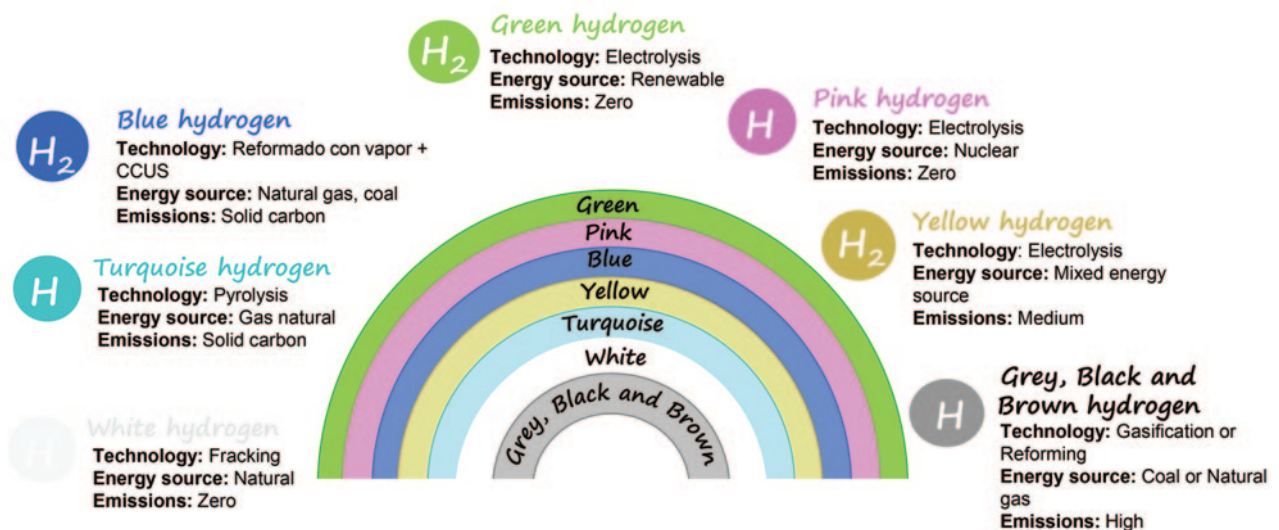 H2
Green hydrogen
Technology: Electrolysis
Energy source: Renewable
Emissions: Zero
H2
Blue hydrogen
Technology: Reformado con vapor +
CCUS
Energy source: Natural gas, coal
Emissions: Solid carbon
H
Pink hydrogen
Technology: Electrolysis
Energy source: Nuclear
Emissions: Zero
H
Turquoise hydrogen
Technology: Pyrolysis
Energy source: Gas natural
Emissions: Solid carbon
H2
Yellow hydrogen
Technology: Electrolysis
Energy source: Mixed energy
source
Emissions: Medium
H
White hydrogen
Technology: Fracking
Energy source: Natural
Emissions: Zero
H
Grey, Black and
Brown hydrogen
Technology: Gasification or
Reforming
Energy source: Coal or Natural
gas
Emissions: High
Green
Pink
Blue
Yellow
Turquoise
White
Grey, Black and Brown